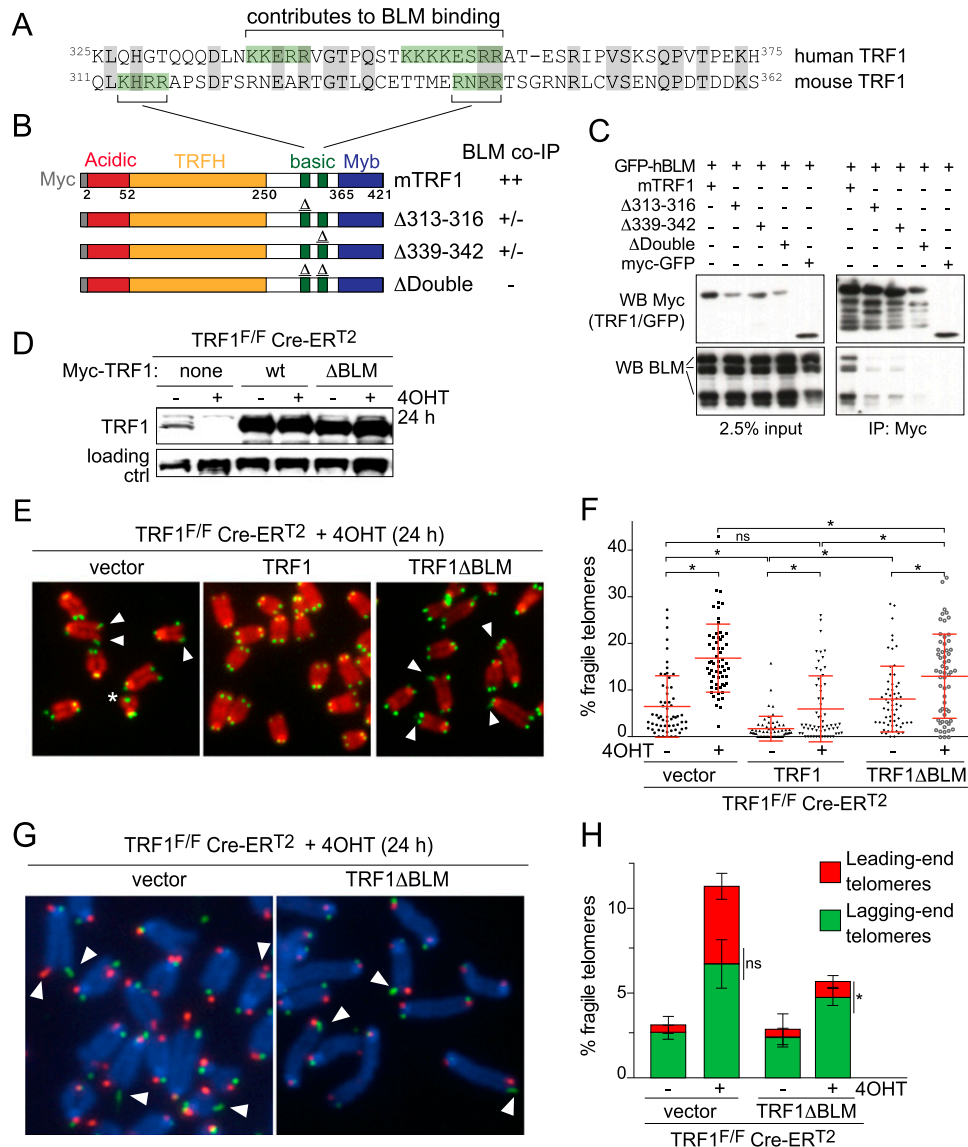 A
contributes to BLM binding
325 KLQHGTQQQDLNKKERRVGTPQSTKKKKESRRAT-ESRIPVSKSQPVTPEKH 375 human TRF1
311 QLKHRRAPSDFSRNEARTGTLQCETTMERNRRTSGRNRLCVSENQPDTDDKS 362 mouse TRF1
B
Acidic TRFH basic Myb BLM co-IP
Myc mTRF1 ++
2 52 250 365 421
Δ
Δ313-316 +/-
Δ
Δ339-342 +/-
Δ Δ
ΔDouble -
C
GFP-hBLM + + + + + + + + + +
mTRF1 + - - - - + - - - -
Δ313-316 - + - - - - + - - -
Δ339-342 - - + - - - - + - -
ΔDouble - - - + - - - - + -
myc-GFP - - - - + - - - - +
WB Myc
(TRF1/GFP)
WB BLM
2.5% input IP: Myc
D
TRF1F/F Cre-ERT2
Myc-TRF1: none wt ΔBLM
- + - + - + 4OHT
24 h
TRF1
loading
ctrl
E
TRF1F/F Cre-ERT2 + 4OHT (24 h)
vector TRF1 TRF1ΔBLM
*
F
% fragile telomeres
40
30
20
10
0
*
ns *
* *
* * *
4OHT - + - + - +
vector TRF1 TRF1ΔBLM
TRF1F/F Cre-ERT2
G
TRF1F/F Cre-ERT2 + 4OHT (24 h)
vector TRF1ΔBLM
H
% fragile telomeres
10
5
0
Leading-end
telomeres
Lagging-end
telomeres
ns
*
- + - + 4OHT
vector TRF1ΔBLM
TRF1F/F Cre-ERT2